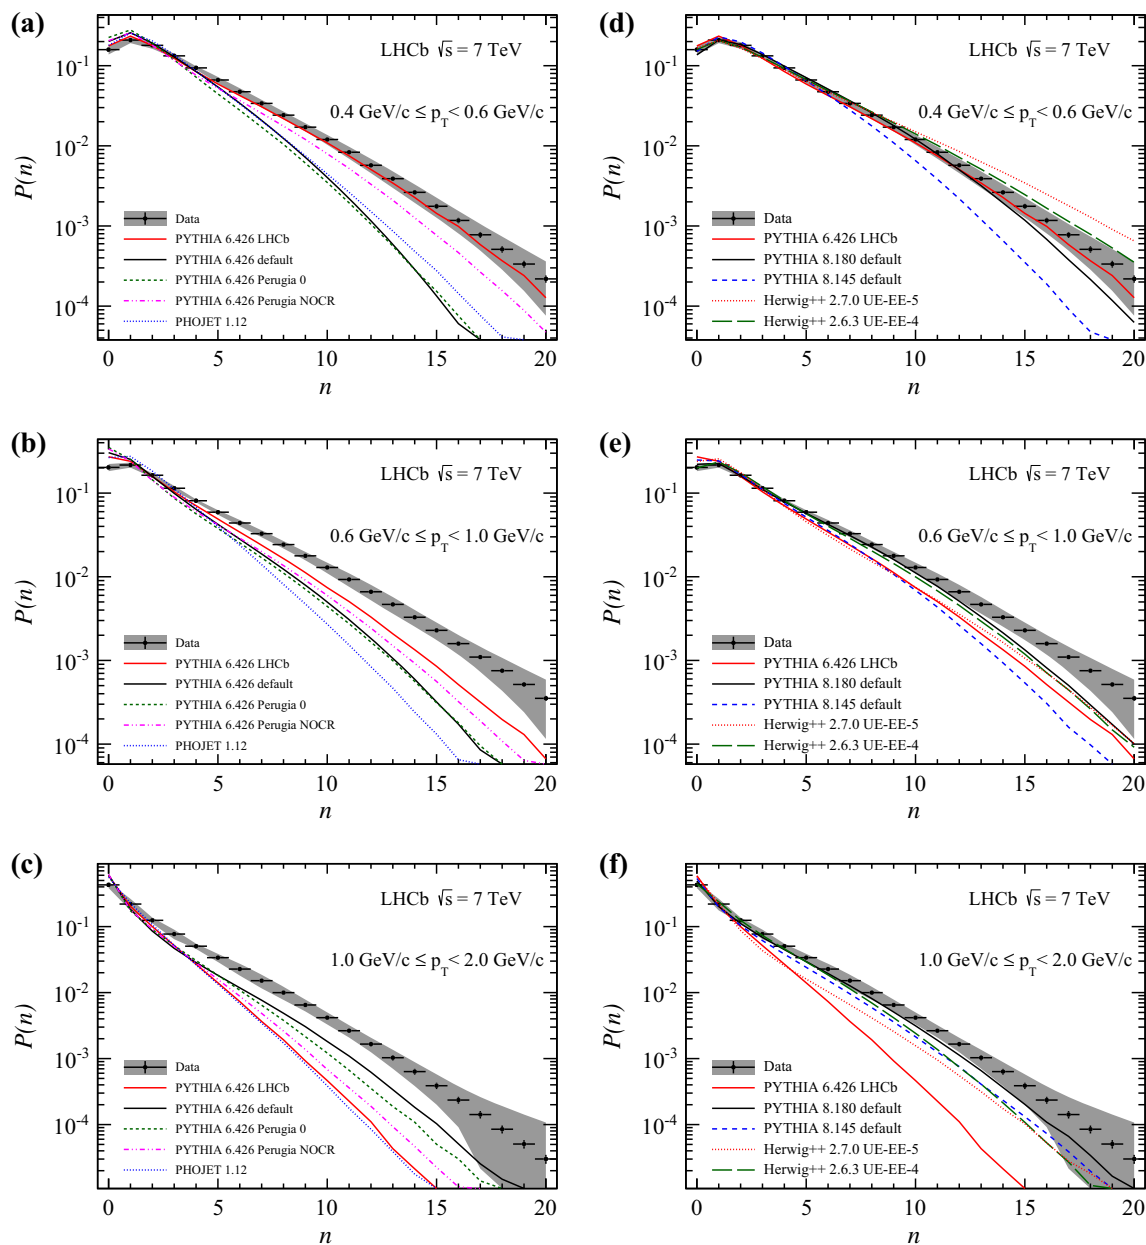 (a)
LHCb √s = 7 TeV
0.4 GeV/c ≤ p_T < 0.6 GeV/c
P(n)
10^-1
10^-2
10^-3
10^-4
Data
PYTHIA 6.426 LHCb
PYTHIA 6.426 default
PYTHIA 6.426 Perugia 0
PYTHIA 6.426 Perugia NOCR
PHOJET 1.12
0 5 10 15 20
n
(d)
LHCb √s = 7 TeV
0.4 GeV/c ≤ p_T < 0.6 GeV/c
P(n)
10^-1
10^-2
10^-3
10^-4
Data
PYTHIA 6.426 LHCb
PYTHIA 8.180 default
PYTHIA 8.145 default
Herwig++ 2.7.0 UE-EE-5
Herwig++ 2.6.3 UE-EE-4
0 5 10 15 20
n
(b)
LHCb √s = 7 TeV
0.6 GeV/c ≤ p_T < 1.0 GeV/c
P(n)
10^-1
10^-2
10^-3
10^-4
Data
PYTHIA 6.426 LHCb
PYTHIA 6.426 default
PYTHIA 6.426 Perugia 0
PYTHIA 6.426 Perugia NOCR
PHOJET 1.12
0 5 10 15 20
n
(e)
LHCb √s = 7 TeV
0.6 GeV/c ≤ p_T < 1.0 GeV/c
P(n)
10^-1
10^-2
10^-3
10^-4
Data
PYTHIA 6.426 LHCb
PYTHIA 8.180 default
PYTHIA 8.145 default
Herwig++ 2.7.0 UE-EE-5
Herwig++ 2.6.3 UE-EE-4
0 5 10 15 20
n
(c)
LHCb √s = 7 TeV
1.0 GeV/c ≤ p_T < 2.0 GeV/c
P(n)
10^-1
10^-2
10^-3
10^-4
Data
PYTHIA 6.426 LHCb
PYTHIA 6.426 default
PYTHIA 6.426 Perugia 0
PYTHIA 6.426 Perugia NOCR
PHOJET 1.12
0 5 10 15 20
n
(f)
LHCb √s = 7 TeV
1.0 GeV/c ≤ p_T < 2.0 GeV/c
P(n)
10^-1
10^-2
10^-3
10^-4
Data
PYTHIA 6.426 LHCb
PYTHIA 8.180 default
PYTHIA 8.145 default
Herwig++ 2.7.0 UE-EE-5
Herwig++ 2.6.3 UE-EE-4
0 5 10 15 20
n